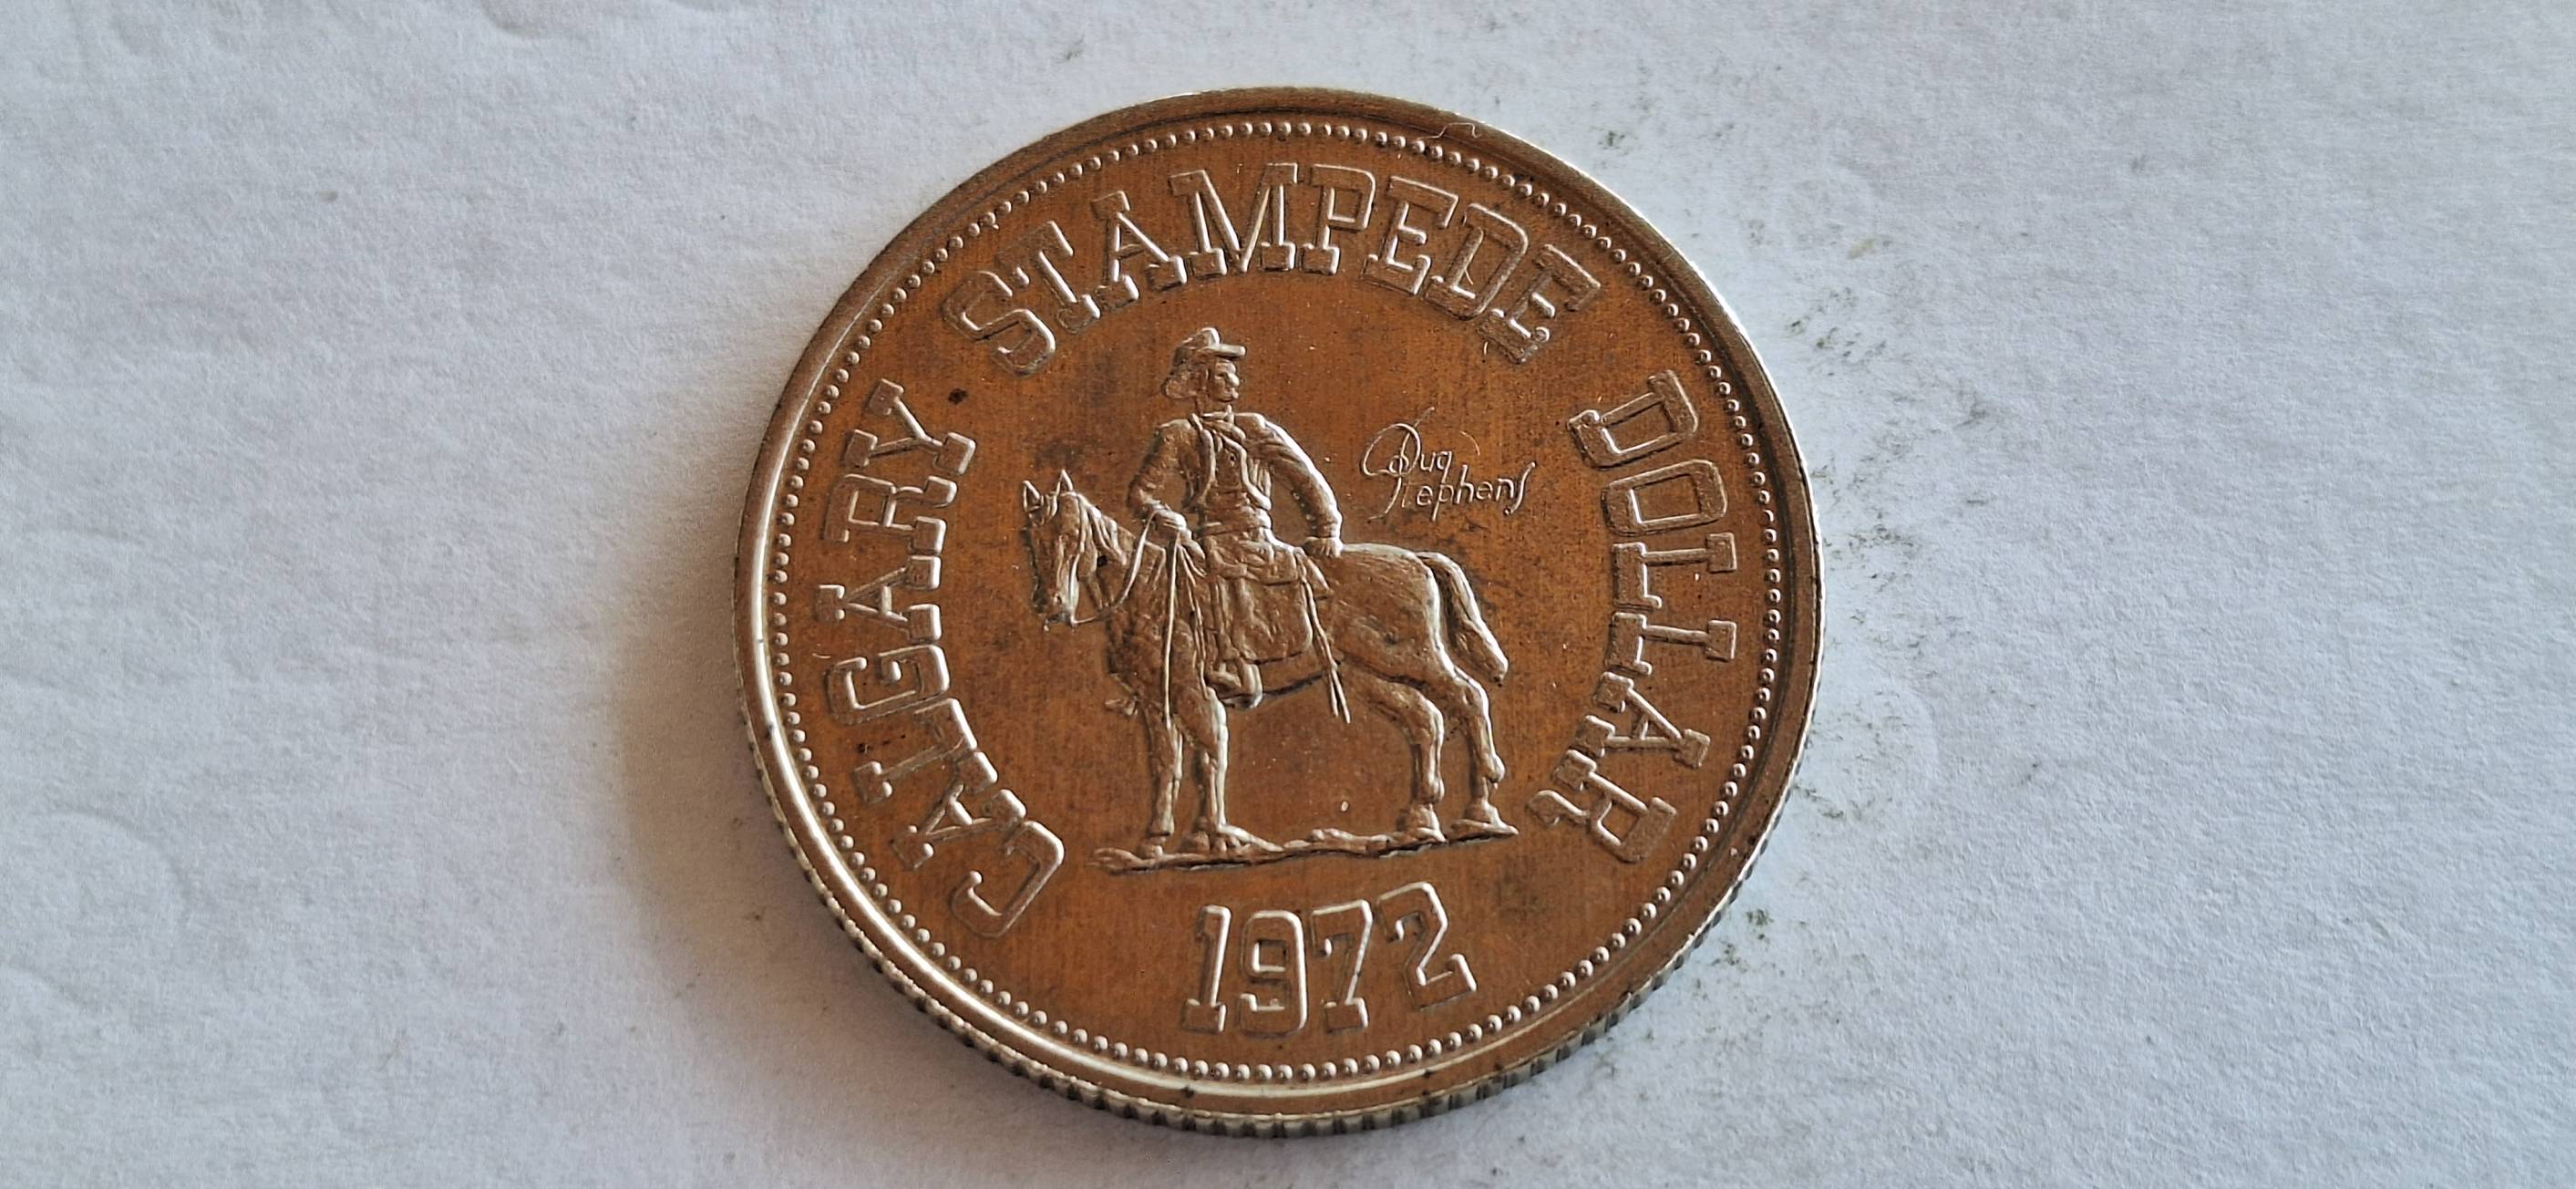 CALGARY STAMPEDE DOLLAR
Doug
Stephens
1972